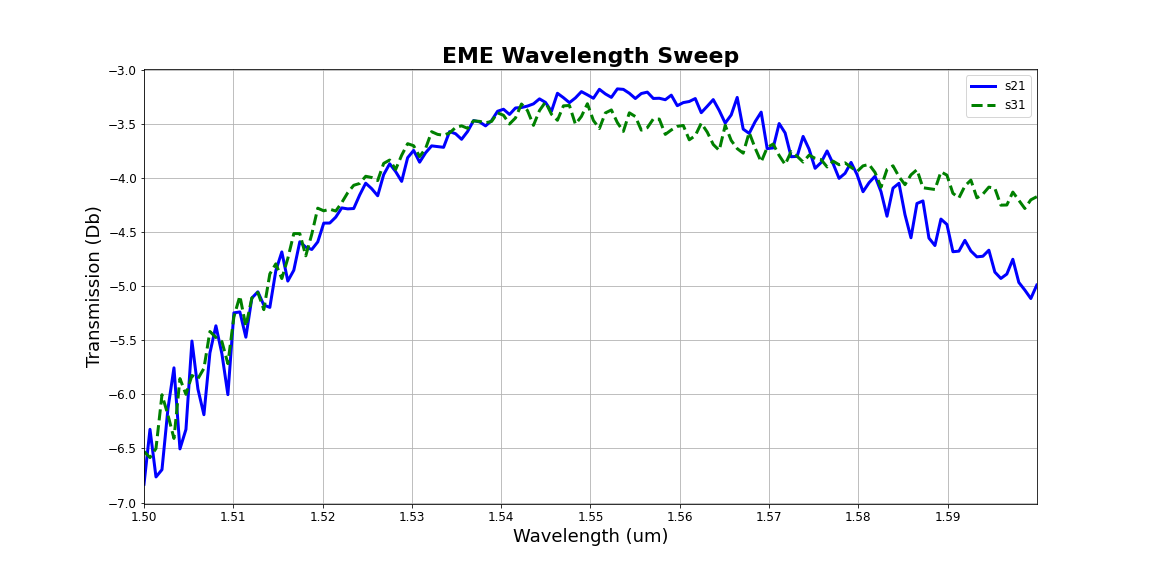 EME Wavelength Sweep
s21
s31
Transmission (Db)
−3.0
−3.5
−4.0
−4.5
−5.0
−5.5
−6.0
−6.5
−7.0
1.50 1.51 1.52 1.53 1.54 1.55 1.56 1.57 1.58 1.59
Wavelength (um)